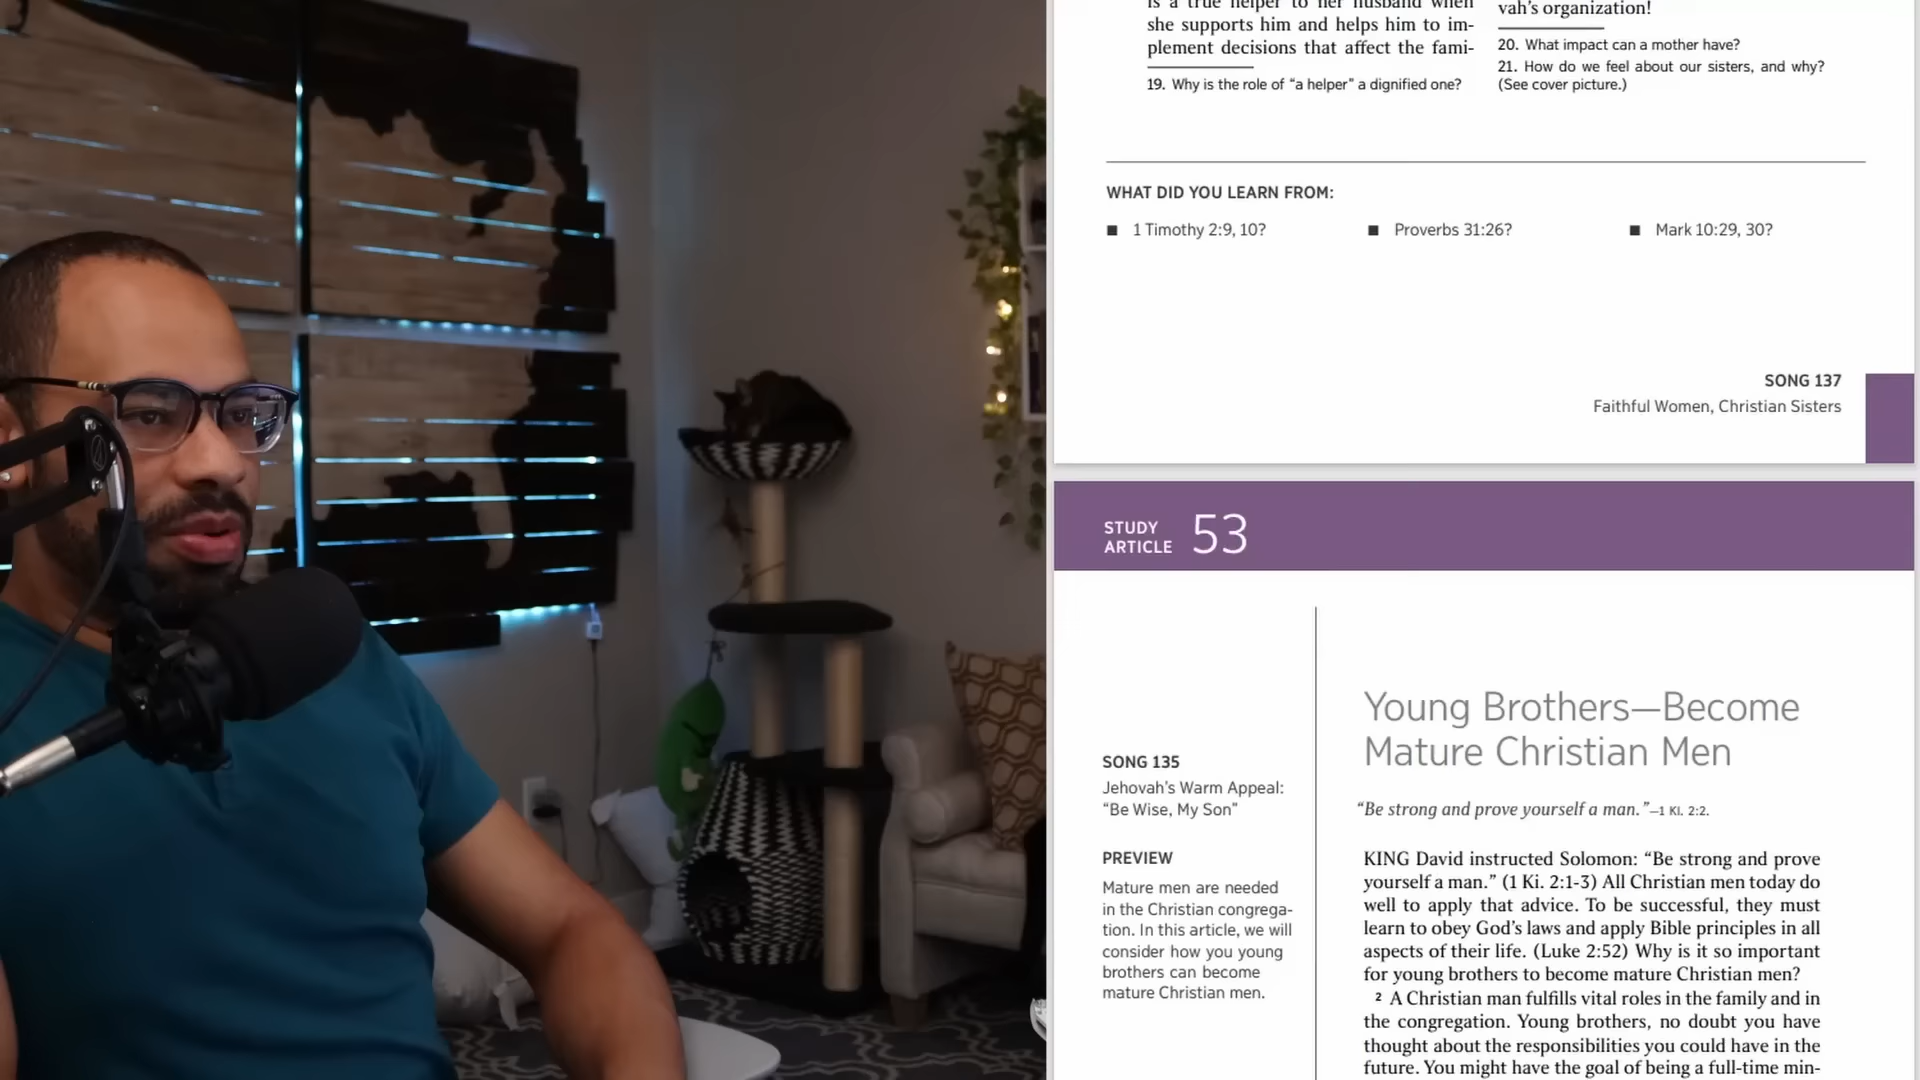 is a true helper to her husband when
she supports him and helps him to im-
plement decisions that affect the fami-
19. Why is the role of “a helper” a dignified one?
vah’s organization!
20. What impact can a mother have?
21. How do we feel about our sisters, and why?
(See cover picture.)
WHAT DID YOU LEARN FROM:
■ 1 Timothy 2:9, 10?
■ Proverbs 31:26?
■ Mark 10:29, 30?
SONG 137
Faithful Women, Christian Sisters
STUDY
ARTICLE 53
SONG 135
Jehovah’s Warm Appeal:
“Be Wise, My Son”
PREVIEW
Mature men are needed
in the Christian congrega-
tion. In this article, we will
consider how you young
brothers can become
mature Christian men.
Young Brothers—Become
Mature Christian Men
“Be strong and prove yourself a man.”—1 KI. 2:2.
KING David instructed Solomon: “Be strong and prove
yourself a man.” (1 Ki. 2:1-3) All Christian men today do
well to apply that advice. To be successful, they must
learn to obey God’s laws and apply Bible principles in all
aspects of their life. (Luke 2:52) Why is it so important
for young brothers to become mature Christian men?
2 A Christian man fulfills vital roles in the family and in
the congregation. Young brothers, no doubt you have
thought about the responsibilities you could have in the
future. You might have the goal of being a full-time min-